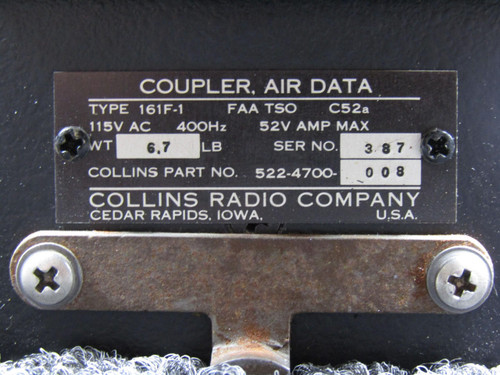 COUPLER, AIR DATA
TYPE 161F-1 FAA TSO C52a
115V AC 400Hz 52V AMP MAX
WT 6.7 LB SER NO. 387
COLLINS PART NO. 522-4700-008
COLLINS RADIO COMPANY
CEDAR RAPIDS, IOWA, U.S.A.